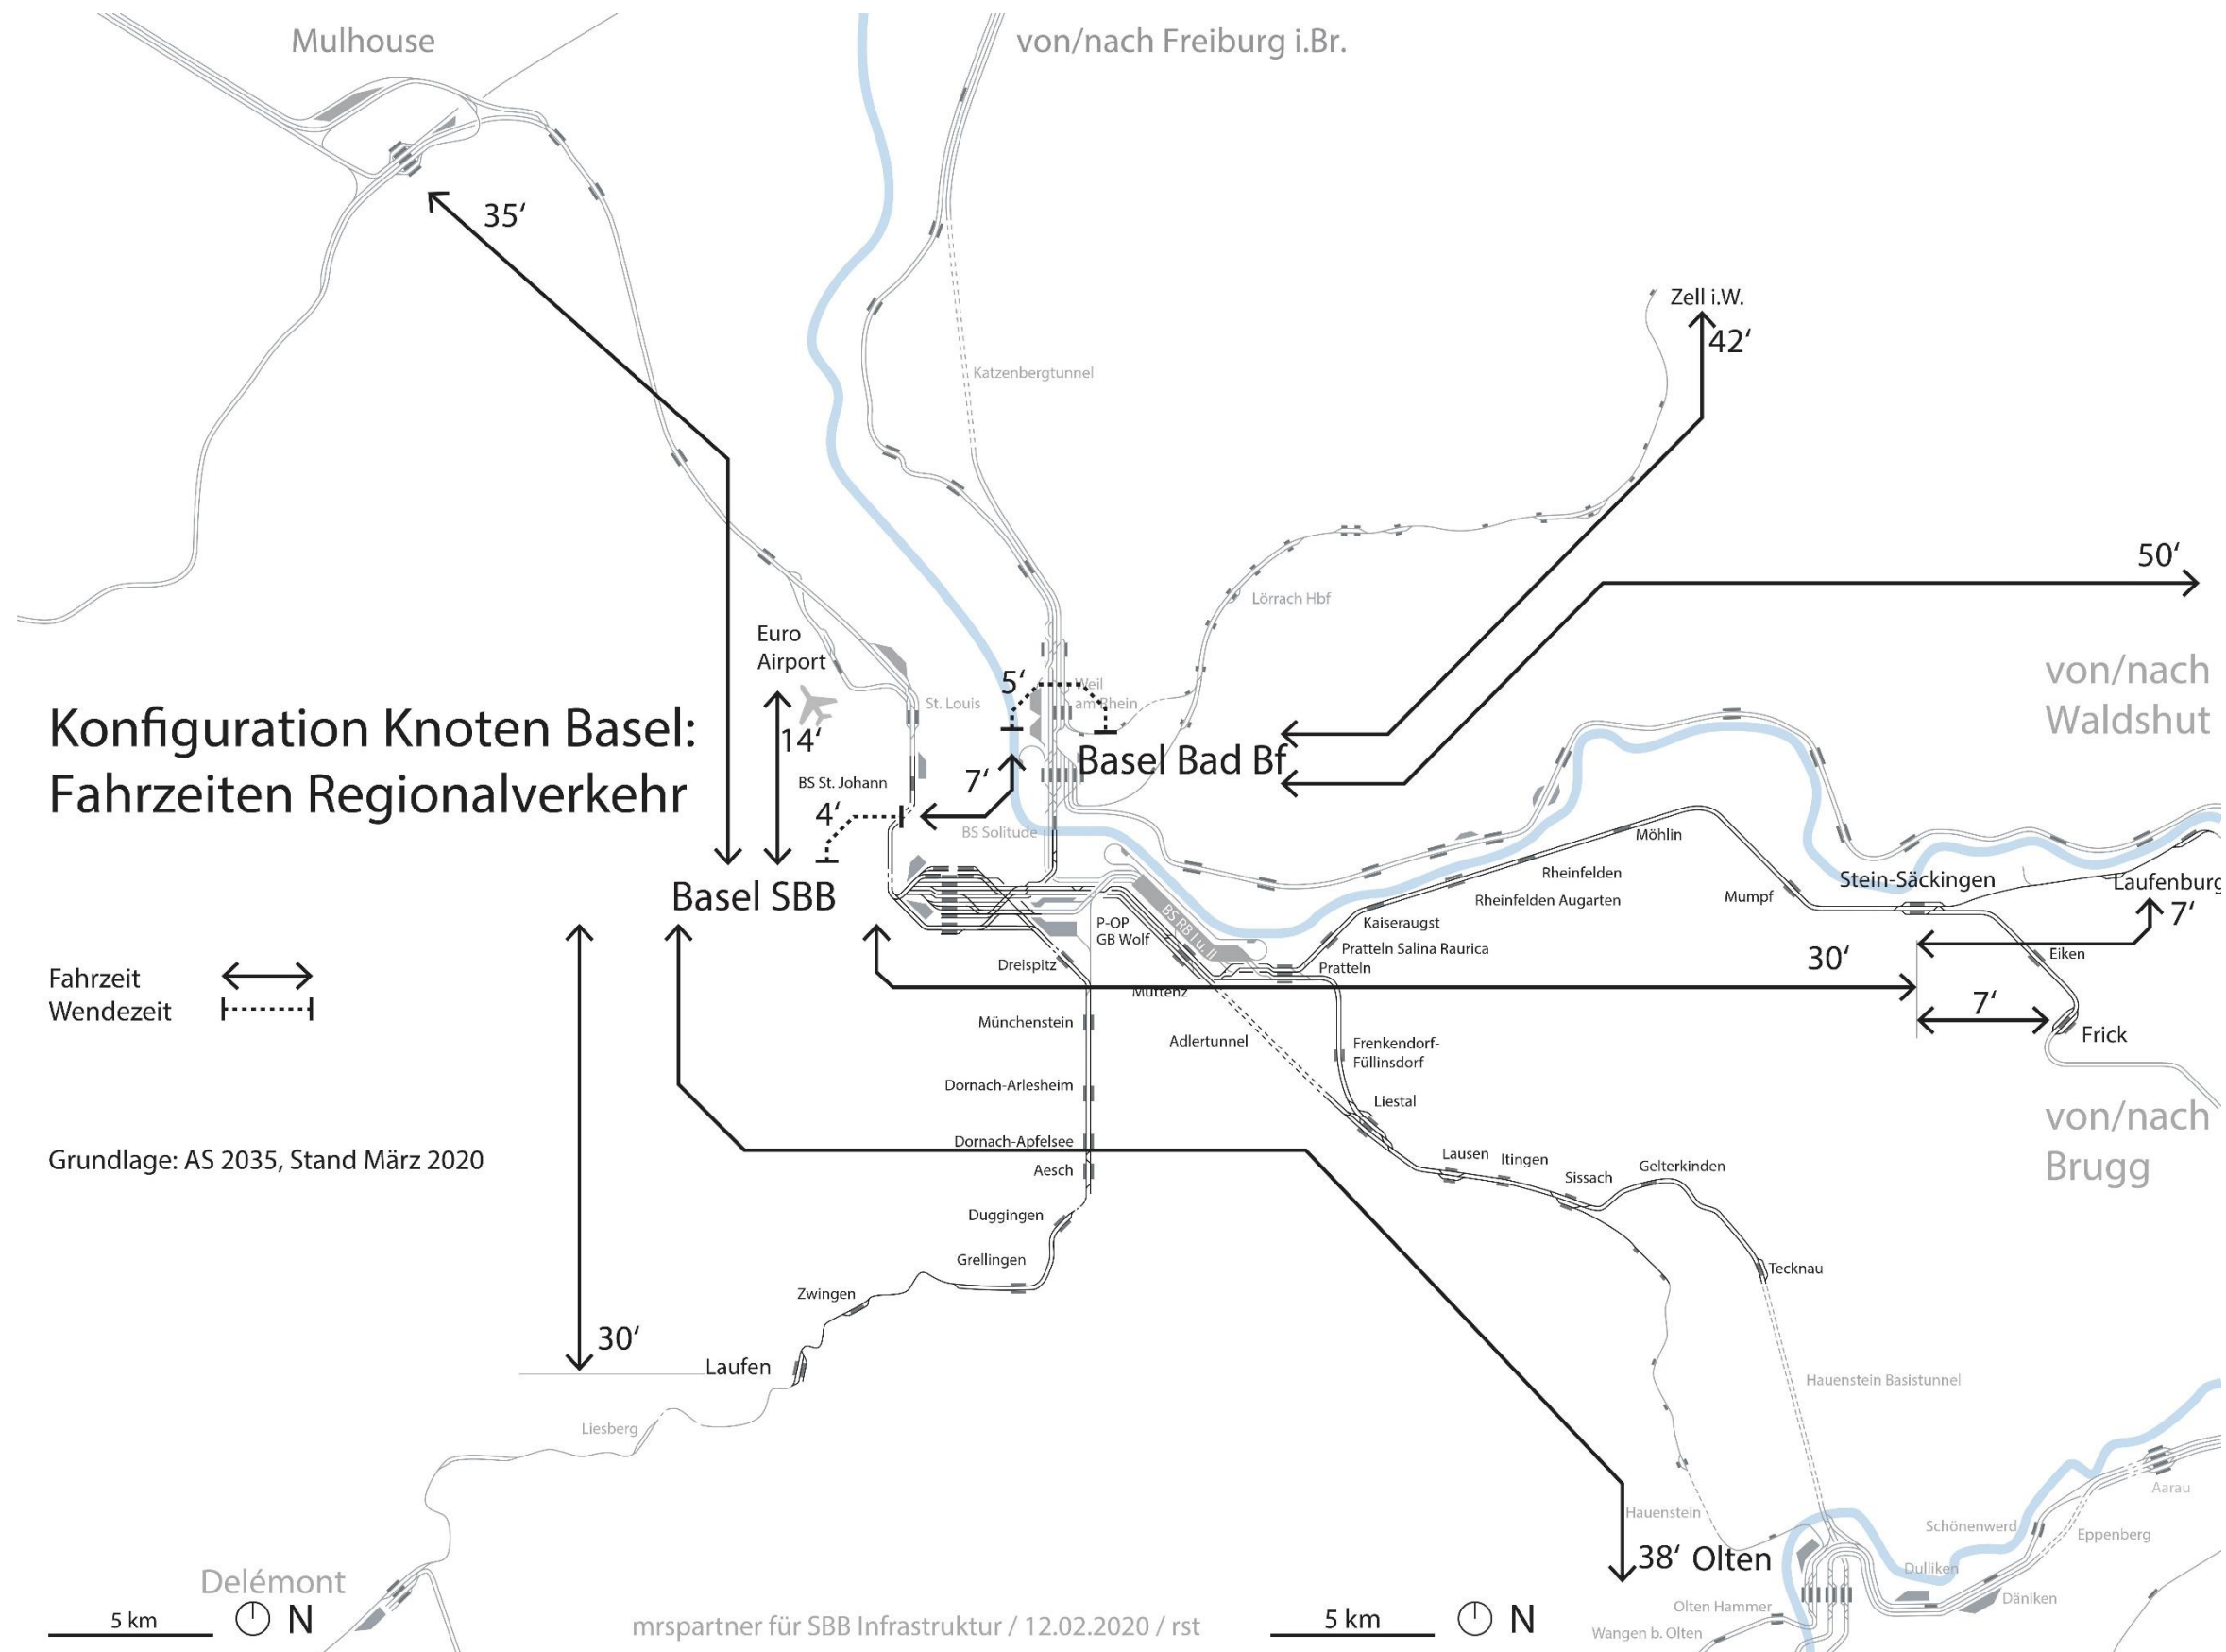 Mulhouse
von/nach Freiburg i.Br.
35‘
Zell i.W.
42‘
Katzenbergtunnel
50‘
Lörrach Hbf
Euro
Airport
von/nach
Waldshut
5‘
Weil
am Rhein
St. Louis
Konfiguration Knoten Basel:
Fahrzeiten Regionalverkehr
14‘
Basel Bad Bf
7‘
BS St. Johann
4‘
BS Solitude
Möhlin
Rheinfelden
Rheinfelden Augarten
Mumpf
Stein-Säckingen
Laufenburg
7‘
Basel SBB
P-OP
GB Wolf
BS RB I u. II
Kaiseraugst
Pratteln Salina Raurica
Pratteln
30‘
Eiken
Dreispitz
Muttenz
Fahrzeit
Wendezeit
7‘
Frick
Münchenstein
Adlertunnel
Frenkendorf-
Füllinsdorf
Dornach-Arlesheim
Liestal
von/nach
Brugg
Dornach-Apfelsee
Aesch
Grundlage: AS 2035, Stand März 2020
Lausen
Itingen
Sissach
Gelterkinden
Duggingen
Grellingen
Tecknau
Zwingen
30‘
Laufen
Hauenstein Basistunnel
Liesberg
Aarau
Hauenstein
Schönenwerd
Eppenberg
38‘ Olten
Dulliken
Däniken
Delémont
5 km
N
mrspartner für SBB Infrastruktur / 12.02.2020 / rst
5 km
N
Olten Hammer
Wangen b. Olten